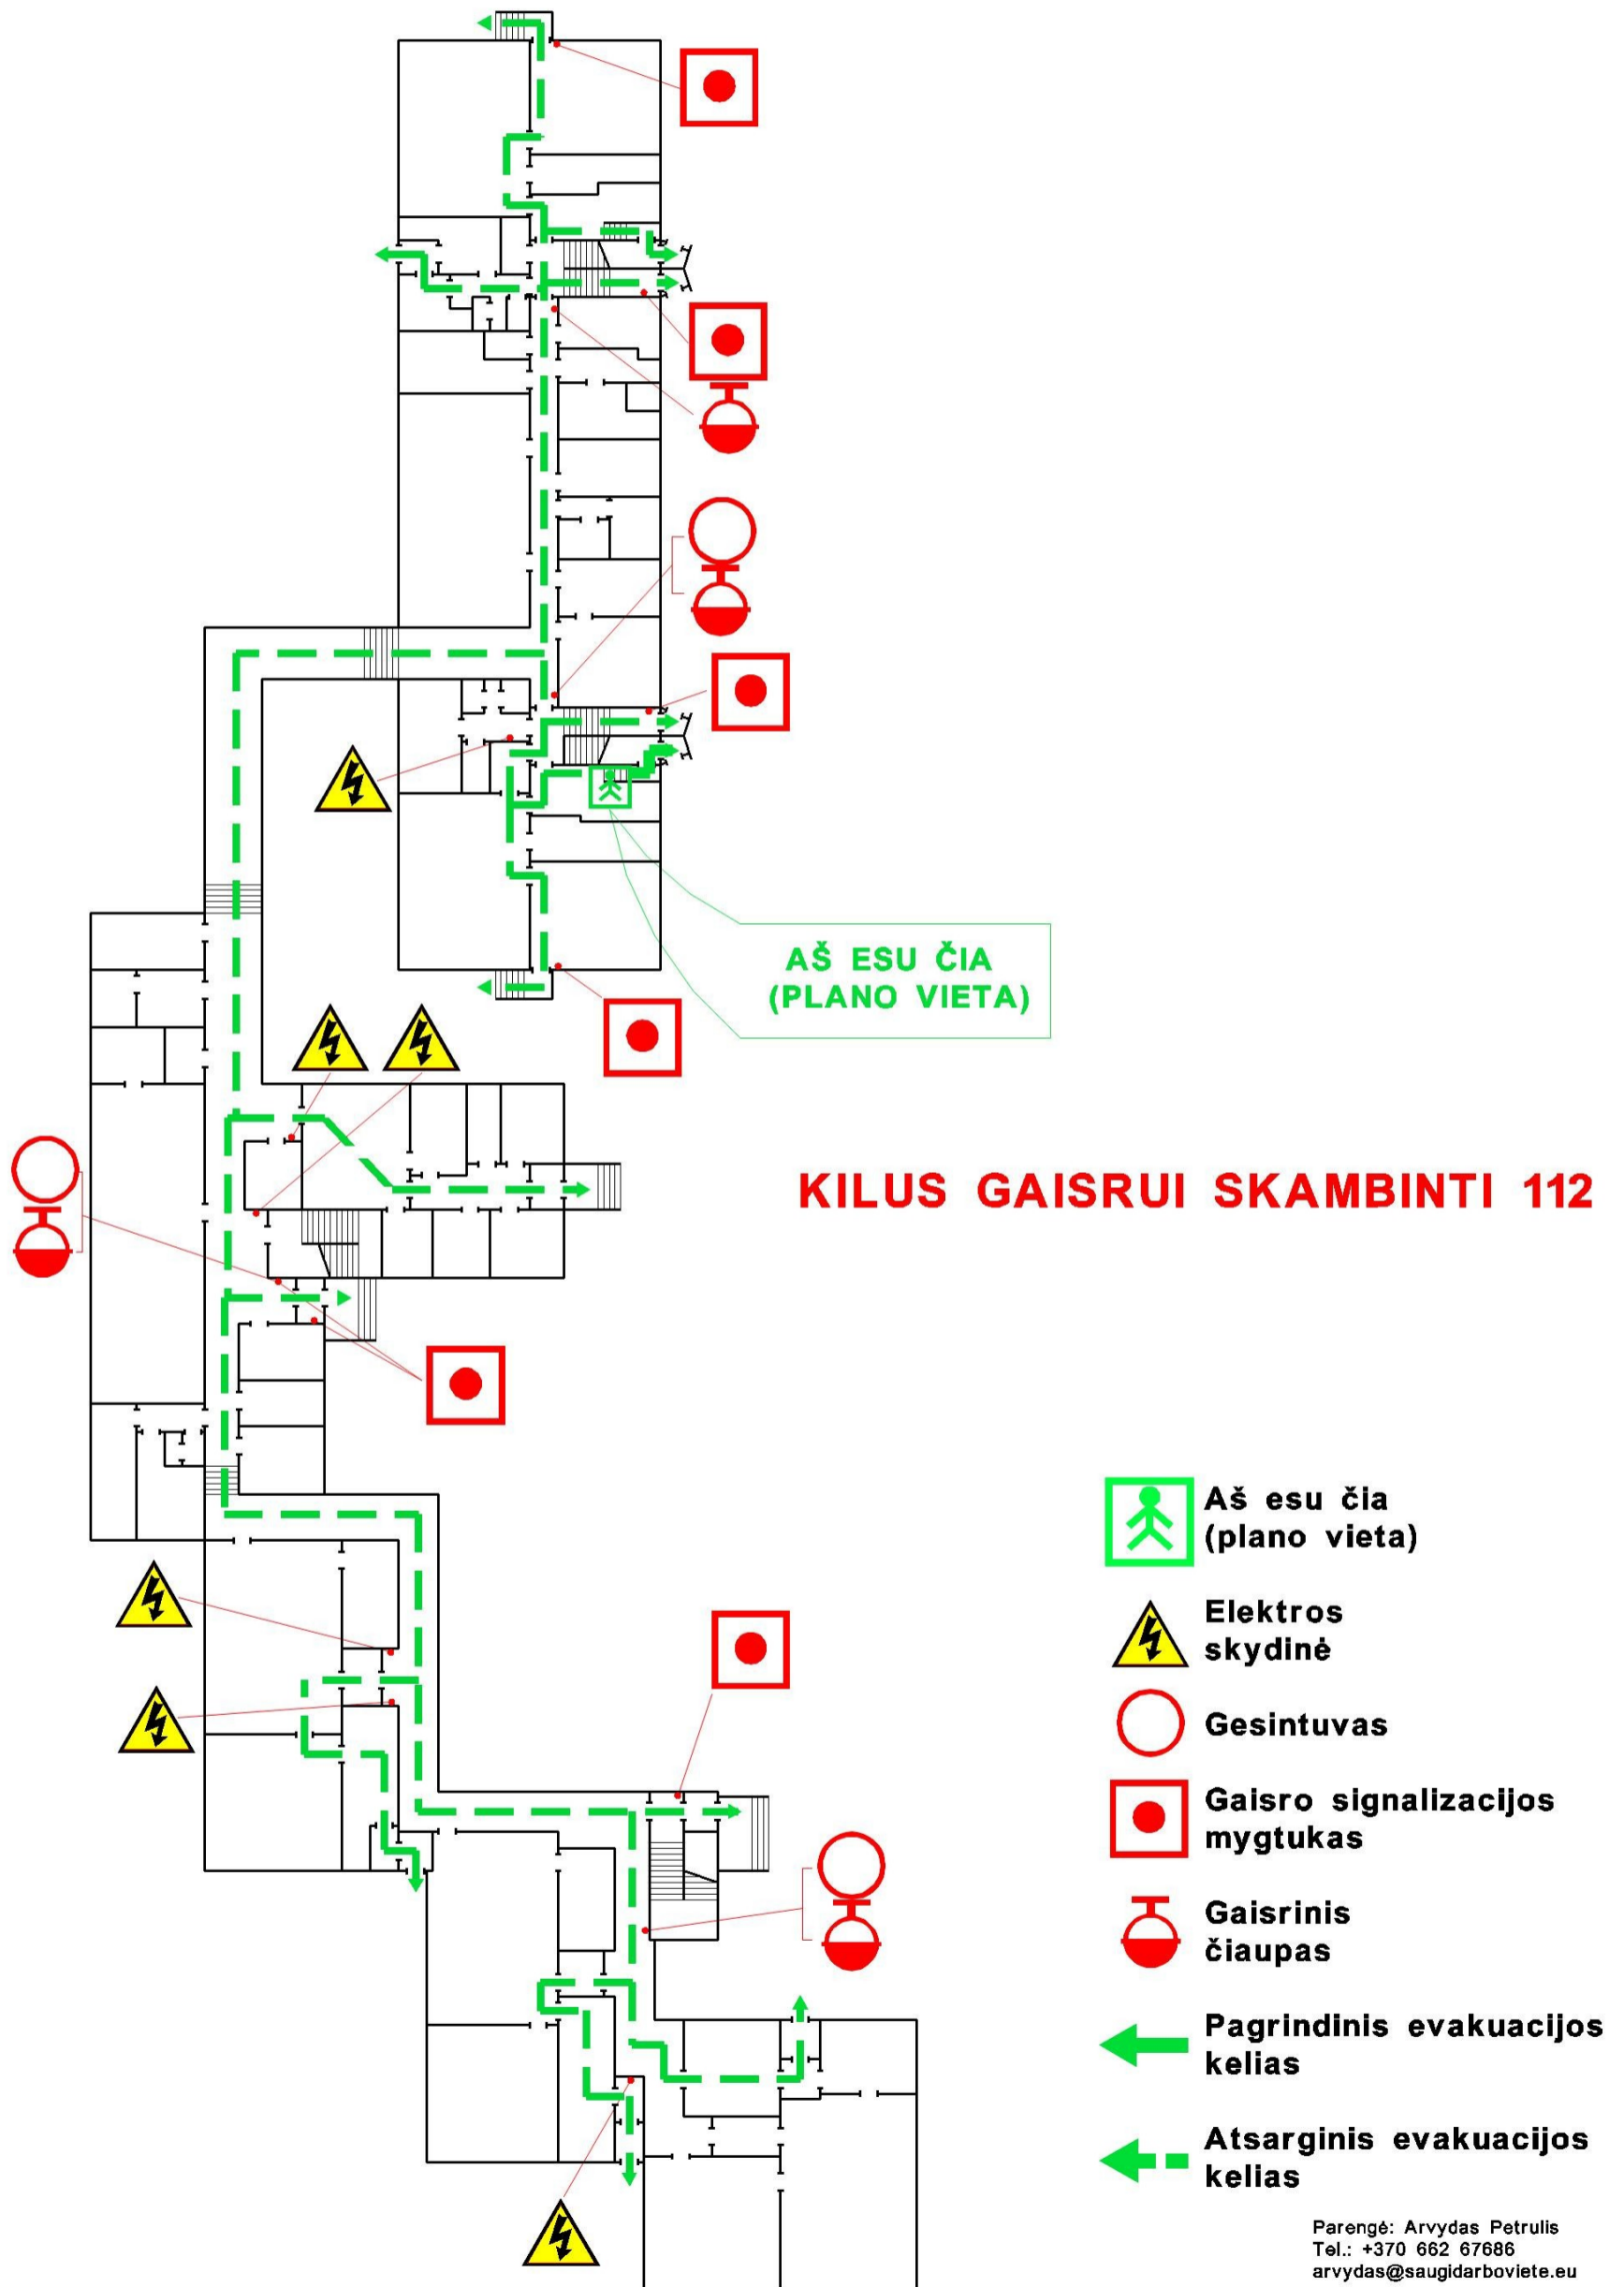 AŠ ESU ČIA
(PLANO VIETA)
KILUS GAISRUI SKAMBINTI 112
Aš esu čia
(plano vieta)
Elektros
skydinė
Gesintuvas
Gaisro signalizacijos
mygtukas
Gaisrinis
čiaupas
Pagrindinis evakuacijos
kelias
Atsarginis evakuacijos
kelias
Parengė: Arvydas Petrulis
Tel.: +370 662 67686
arvydas@saugidarboviete.eu